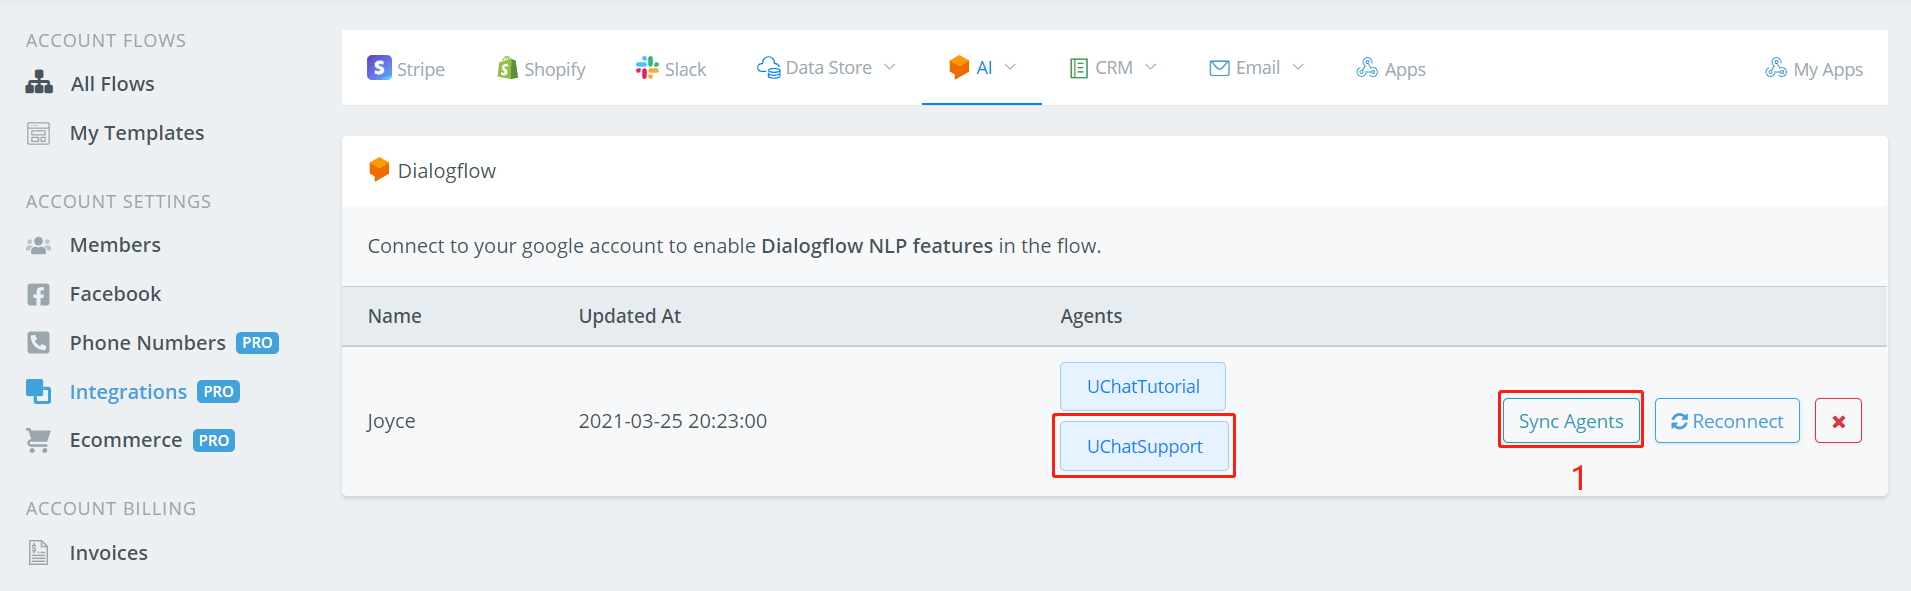 ACCOUNT FLOWS
All Flows
My Templates
ACCOUNT SETTINGS
Members
Facebook
Phone Numbers PRO
Integrations PRO
Ecommerce PRO
ACCOUNT BILLING
Invoices
S Stripe Shopify Slack Data Store AI CRM Email Apps My Apps
Dialogflow
Connect to your google account to enable Dialogflow NLP features in the flow.
Name Updated At Agents
UChatTutorial
Joyce 2021-03-25 20:23:00 Sync Agents Reconnect
UChatSupport
1